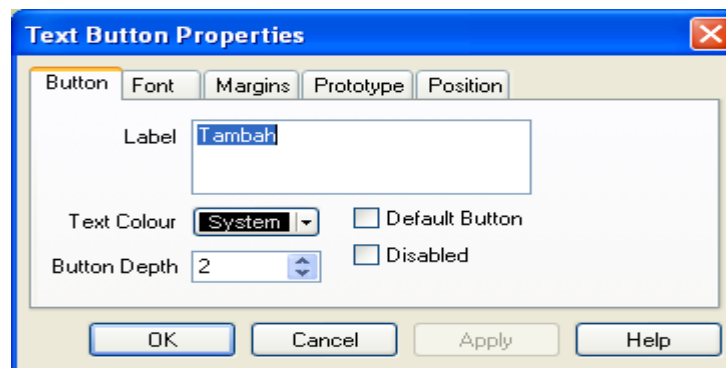 Text Button Properties
Button Font Margins Prototype Position
Label Tambah
Text Colour System Default Button
Button Depth 2 Disabled
OK Cancel Apply Help